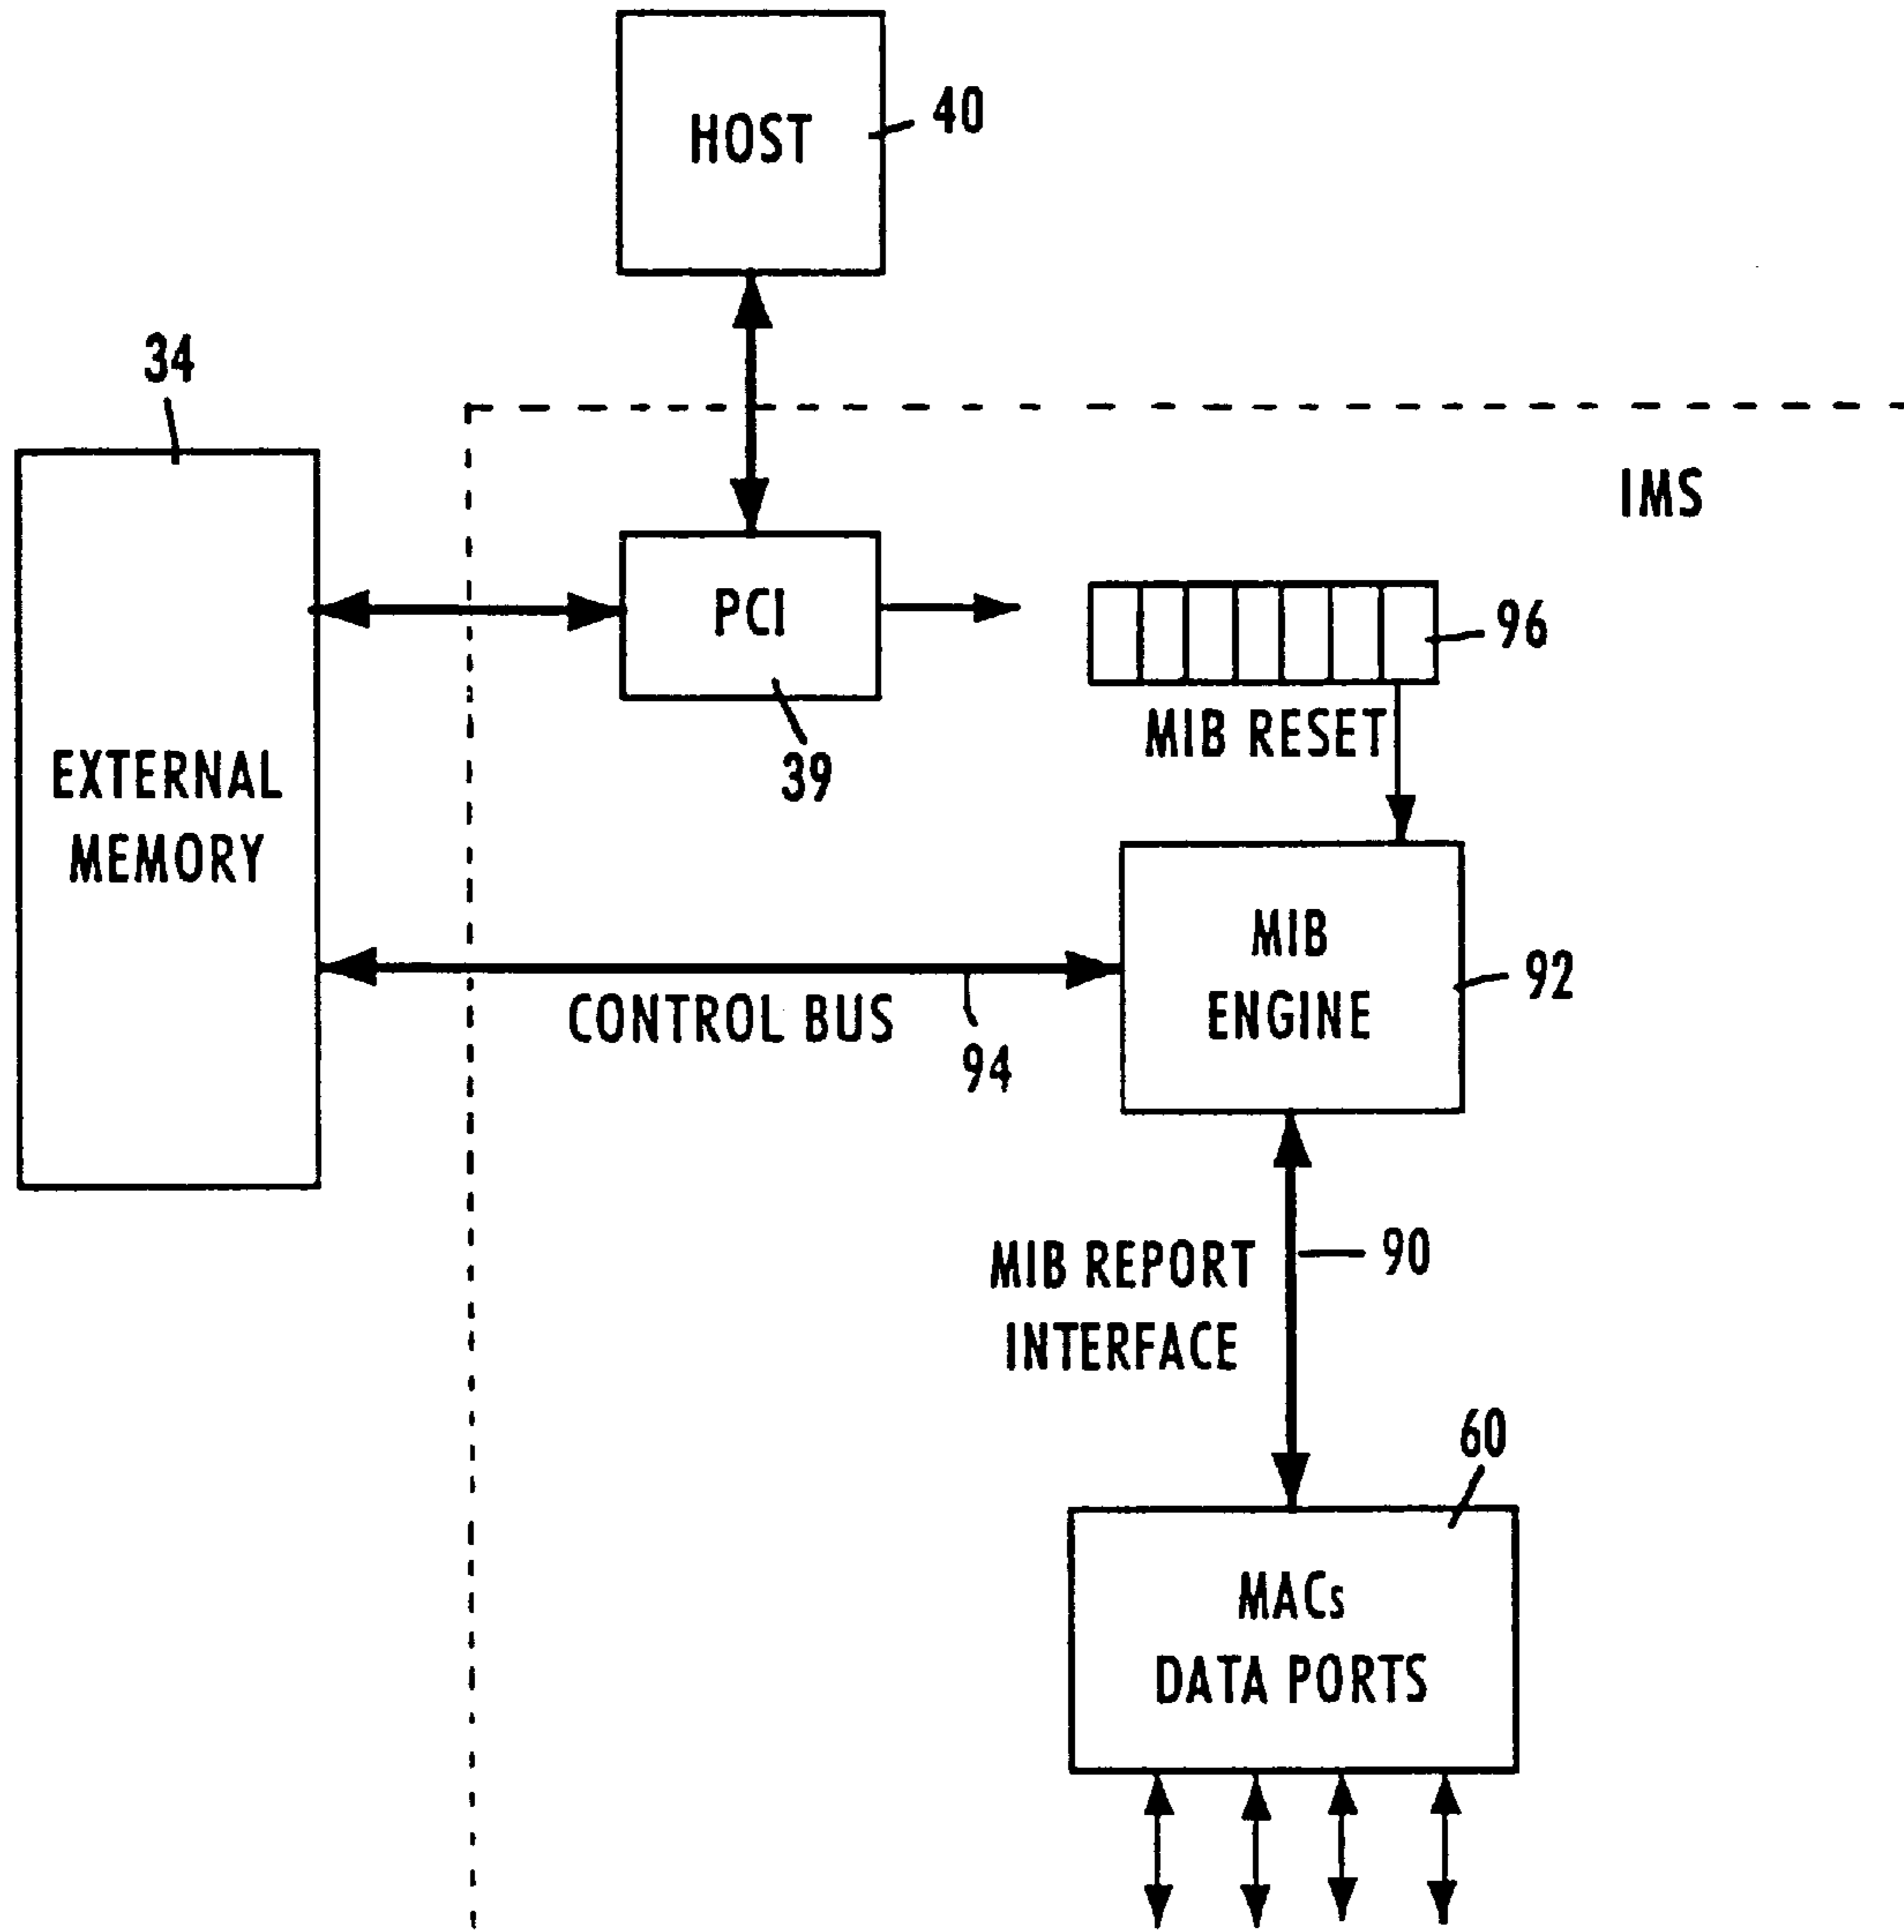 HOST
40
34
IMS
PCI
39
96
MIB RESET
EXTERNAL
MEMORY
MIB
ENGINE
92
CONTROL BUS
94
MIB REPORT
INTERFACE
90
60
MACs
DATA PORTS